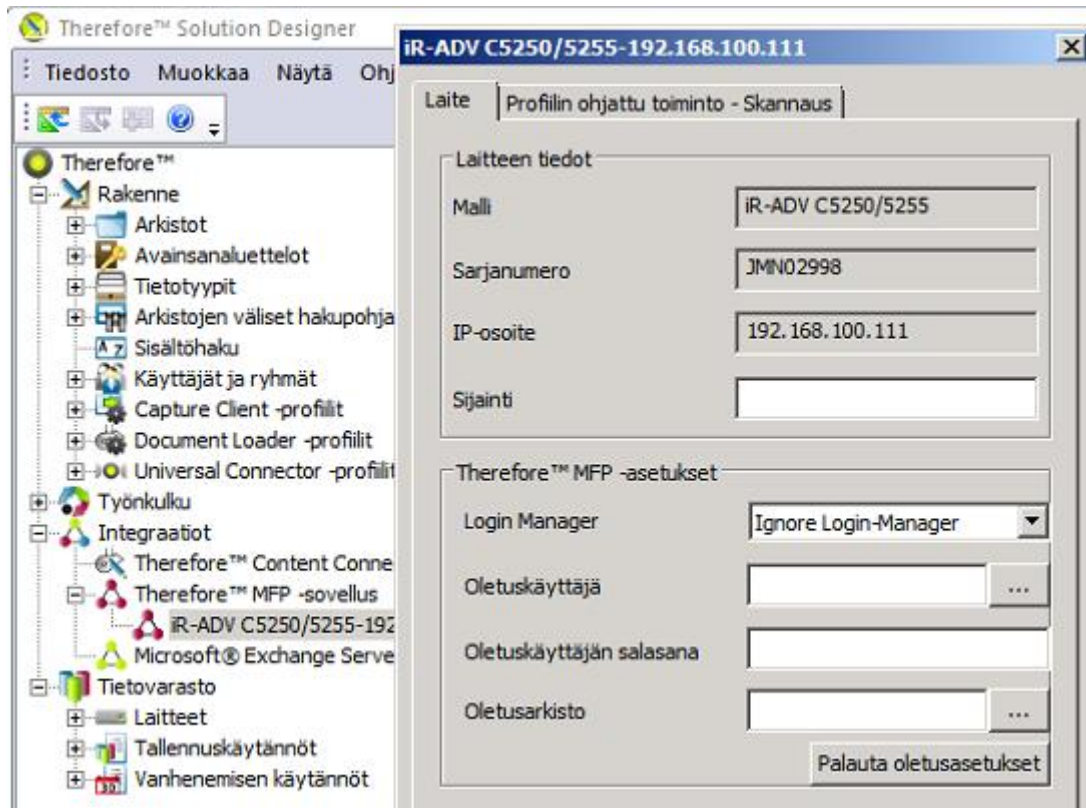 Therefore™ Solution Designer
Tiedosto Muokkaa Näytä Ohj
Therefore™
Rakenne
Arkistot
Avainsanaluettelot
Tietotyypit
Arkistojen väliset hakupohja
Sisältöhaku
Käyttäjät ja ryhmät
Capture Client -profiilit
Document Loader -profiilit
Universal Connector -profiilit
Työnkulku
Integraatiot
Therefore™ Content Conne
Therefore™ MFP -sovellus
iR-ADV C5250/5255-192
Microsoft® Exchange Serve
Tietovarasto
Laitteet
Tallennuskäytännöt
Vanhenemisen käytännöt
iR-ADV C5250/5255-192.168.100.111
Laite Profiilin ohjattu toiminto - Skannaus
Laitteen tiedot
Malli iR-ADV C5250/5255
Sarjanumero JMN02998
IP-osoite 192.168.100.111
Sijainti
Therefore™ MFP -asetukset
Login Manager Ignore Login-Manager
Oletuskäyttäjä ...
Oletuskäyttäjän salasana
Oletusarkisto ...
Palauta oletusasetukset